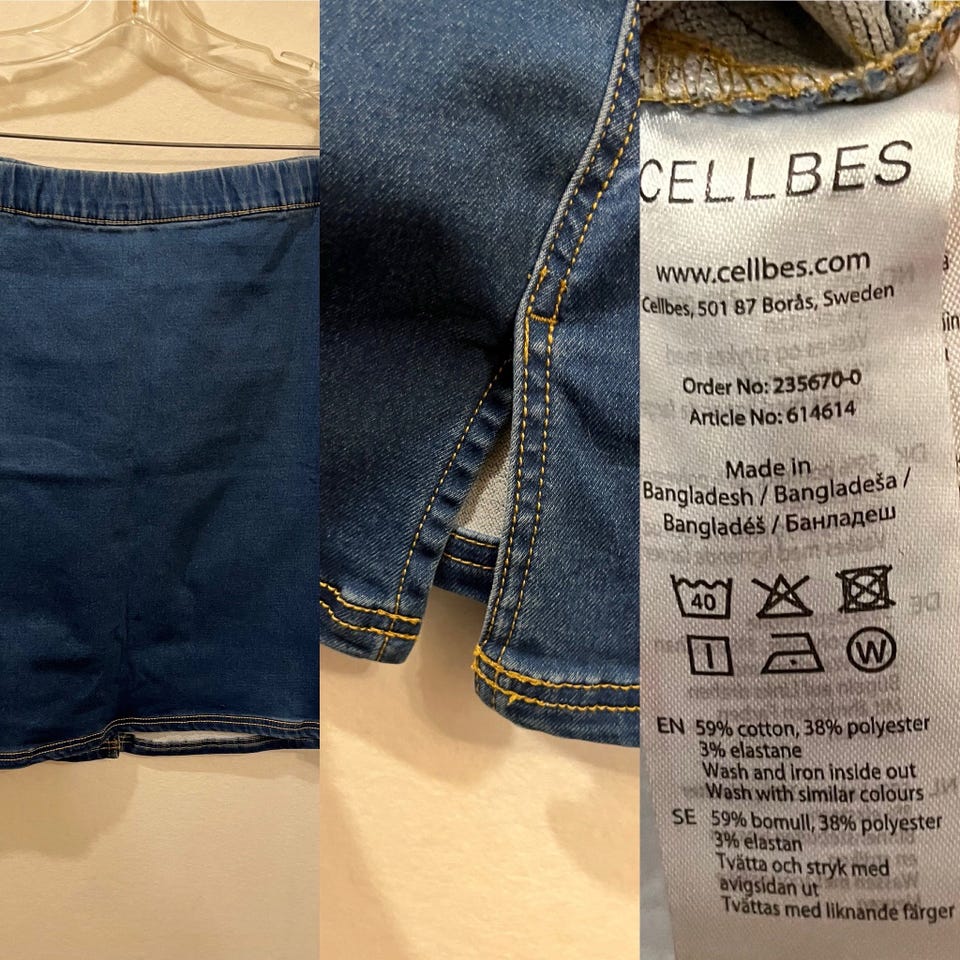 CELLBES
www.cellbes.com
Cellbes, 501 87 Borås, Sweden
Order No: 235670-0
Article No: 614614
Made in
Bangladesh / Bangladeša /
Bangladéš / Банладеш
40
W
EN 59% cotton, 38% polyester
3% elastane
Wash and iron inside out
Wash with similar colours
SE 59% bomull, 38% polyester
3% elastan
Tvätta och stryk med
avigsidan ut
Tvättas med liknande färger